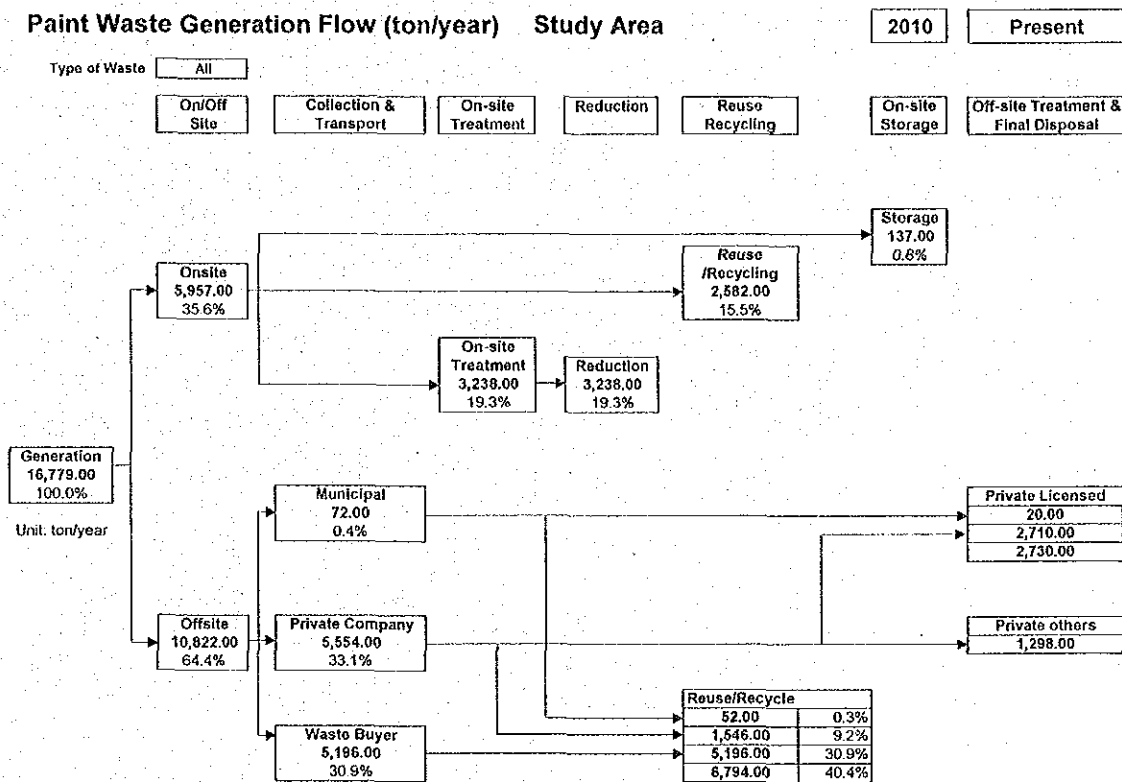 Paint Waste Generation Flow (ton/year) Study Area
2010 Present
Type of Waste All
On/Off Site
Collection & Transport
On-site Treatment
Reduction
Reuse Recycling
On-site Storage
Off-site Treatment & Final Disposal
Storage
137.00
0.8%
Onsite
5,957.00
35.6%
Reuse
/Recycling
2,582.00
15.5%
On-site
Treatment
3,238.00
19.3%
Reduction
3,238.00
19.3%
Generation
16,779.00
100.0%
Unit: ton/year
Municipal
72.00
0.4%
Private Licensed
20.00
2,710.00
2,730.00
Offsite
10,822.00
64.4%
Private Company
5,554.00
33.1%
Private others
1,298.00
Waste Buyer
5,196.00
30.9%
Reuse/Recycle
52.00 0.3%
1,546.00 9.2%
5,196.00 30.9%
6,794.00 40.4%